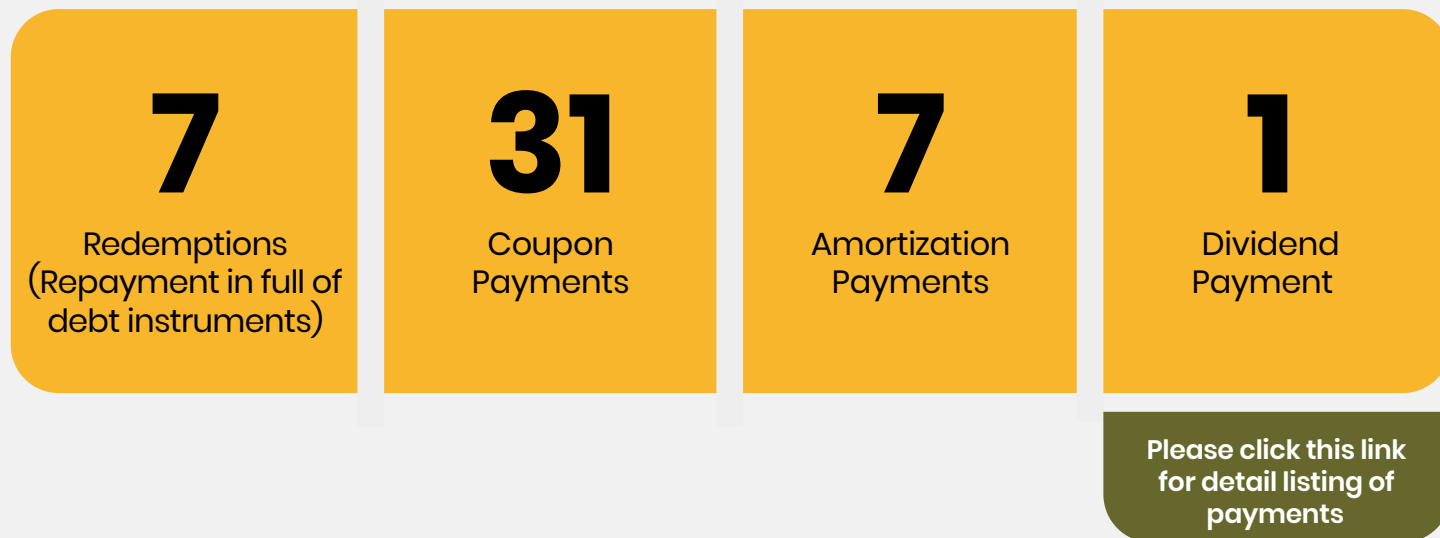 7
Redemptions
(Repayment in full of
debt instruments)
31
Coupon
Payments
7
Amortization
Payments
1
Dividend
Payment
Please click this link
for detail listing of
payments